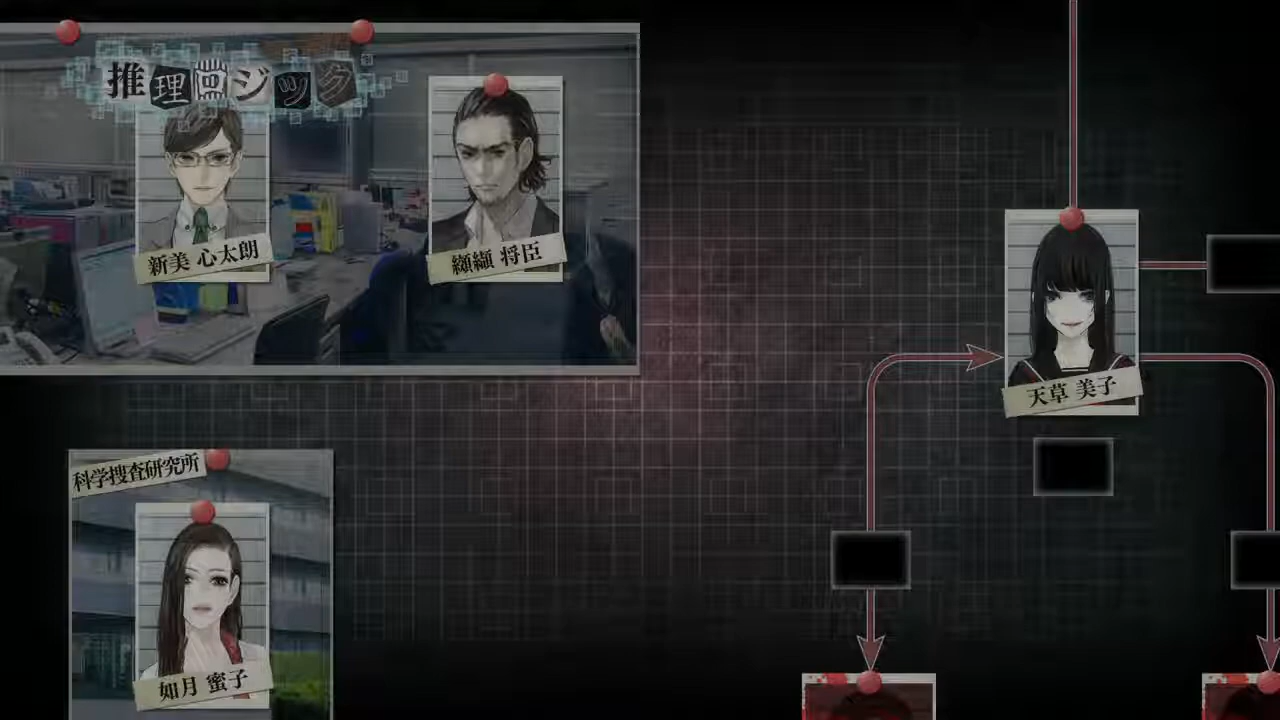 推理ロジック
新美 心太朗
纐纈 将臣
天草 美子
科学捜査研究所
如月 蜜子